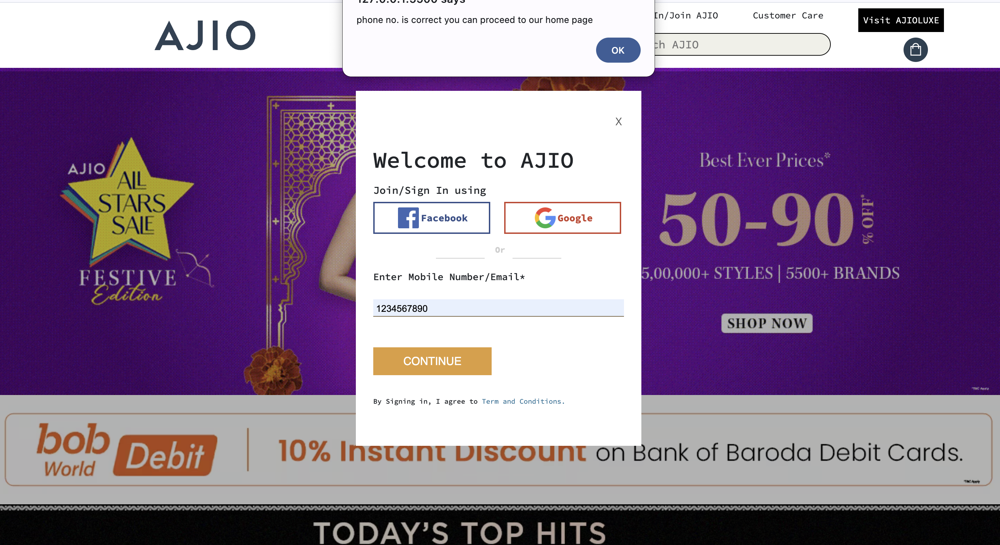 127.0.0.1:5500 says
phone no. is correct you can proceed to our home page
OK
AJIO
In/Join AJIO
Customer Care
Visit AJIOLUXE
ch AJIO
X
Welcome to AJIO
Join/Sign In using
Facebook
Google
Or
Enter Mobile Number/Email*
1234567890
CONTINUE
By Signing in, I agree to Term and Conditions.
AJIO
ALL
STARS
SALE
FESTIVE
Edition
Best Ever Prices*
50-90
% OFF*
5,00,000+ STYLES | 5500+ BRANDS
SHOP NOW
*T&C Apply
bob
World
Debit
10% Instant Discount on Bank of Baroda Debit Cards.
*T&C Apply
TODAY'S TOP HITS